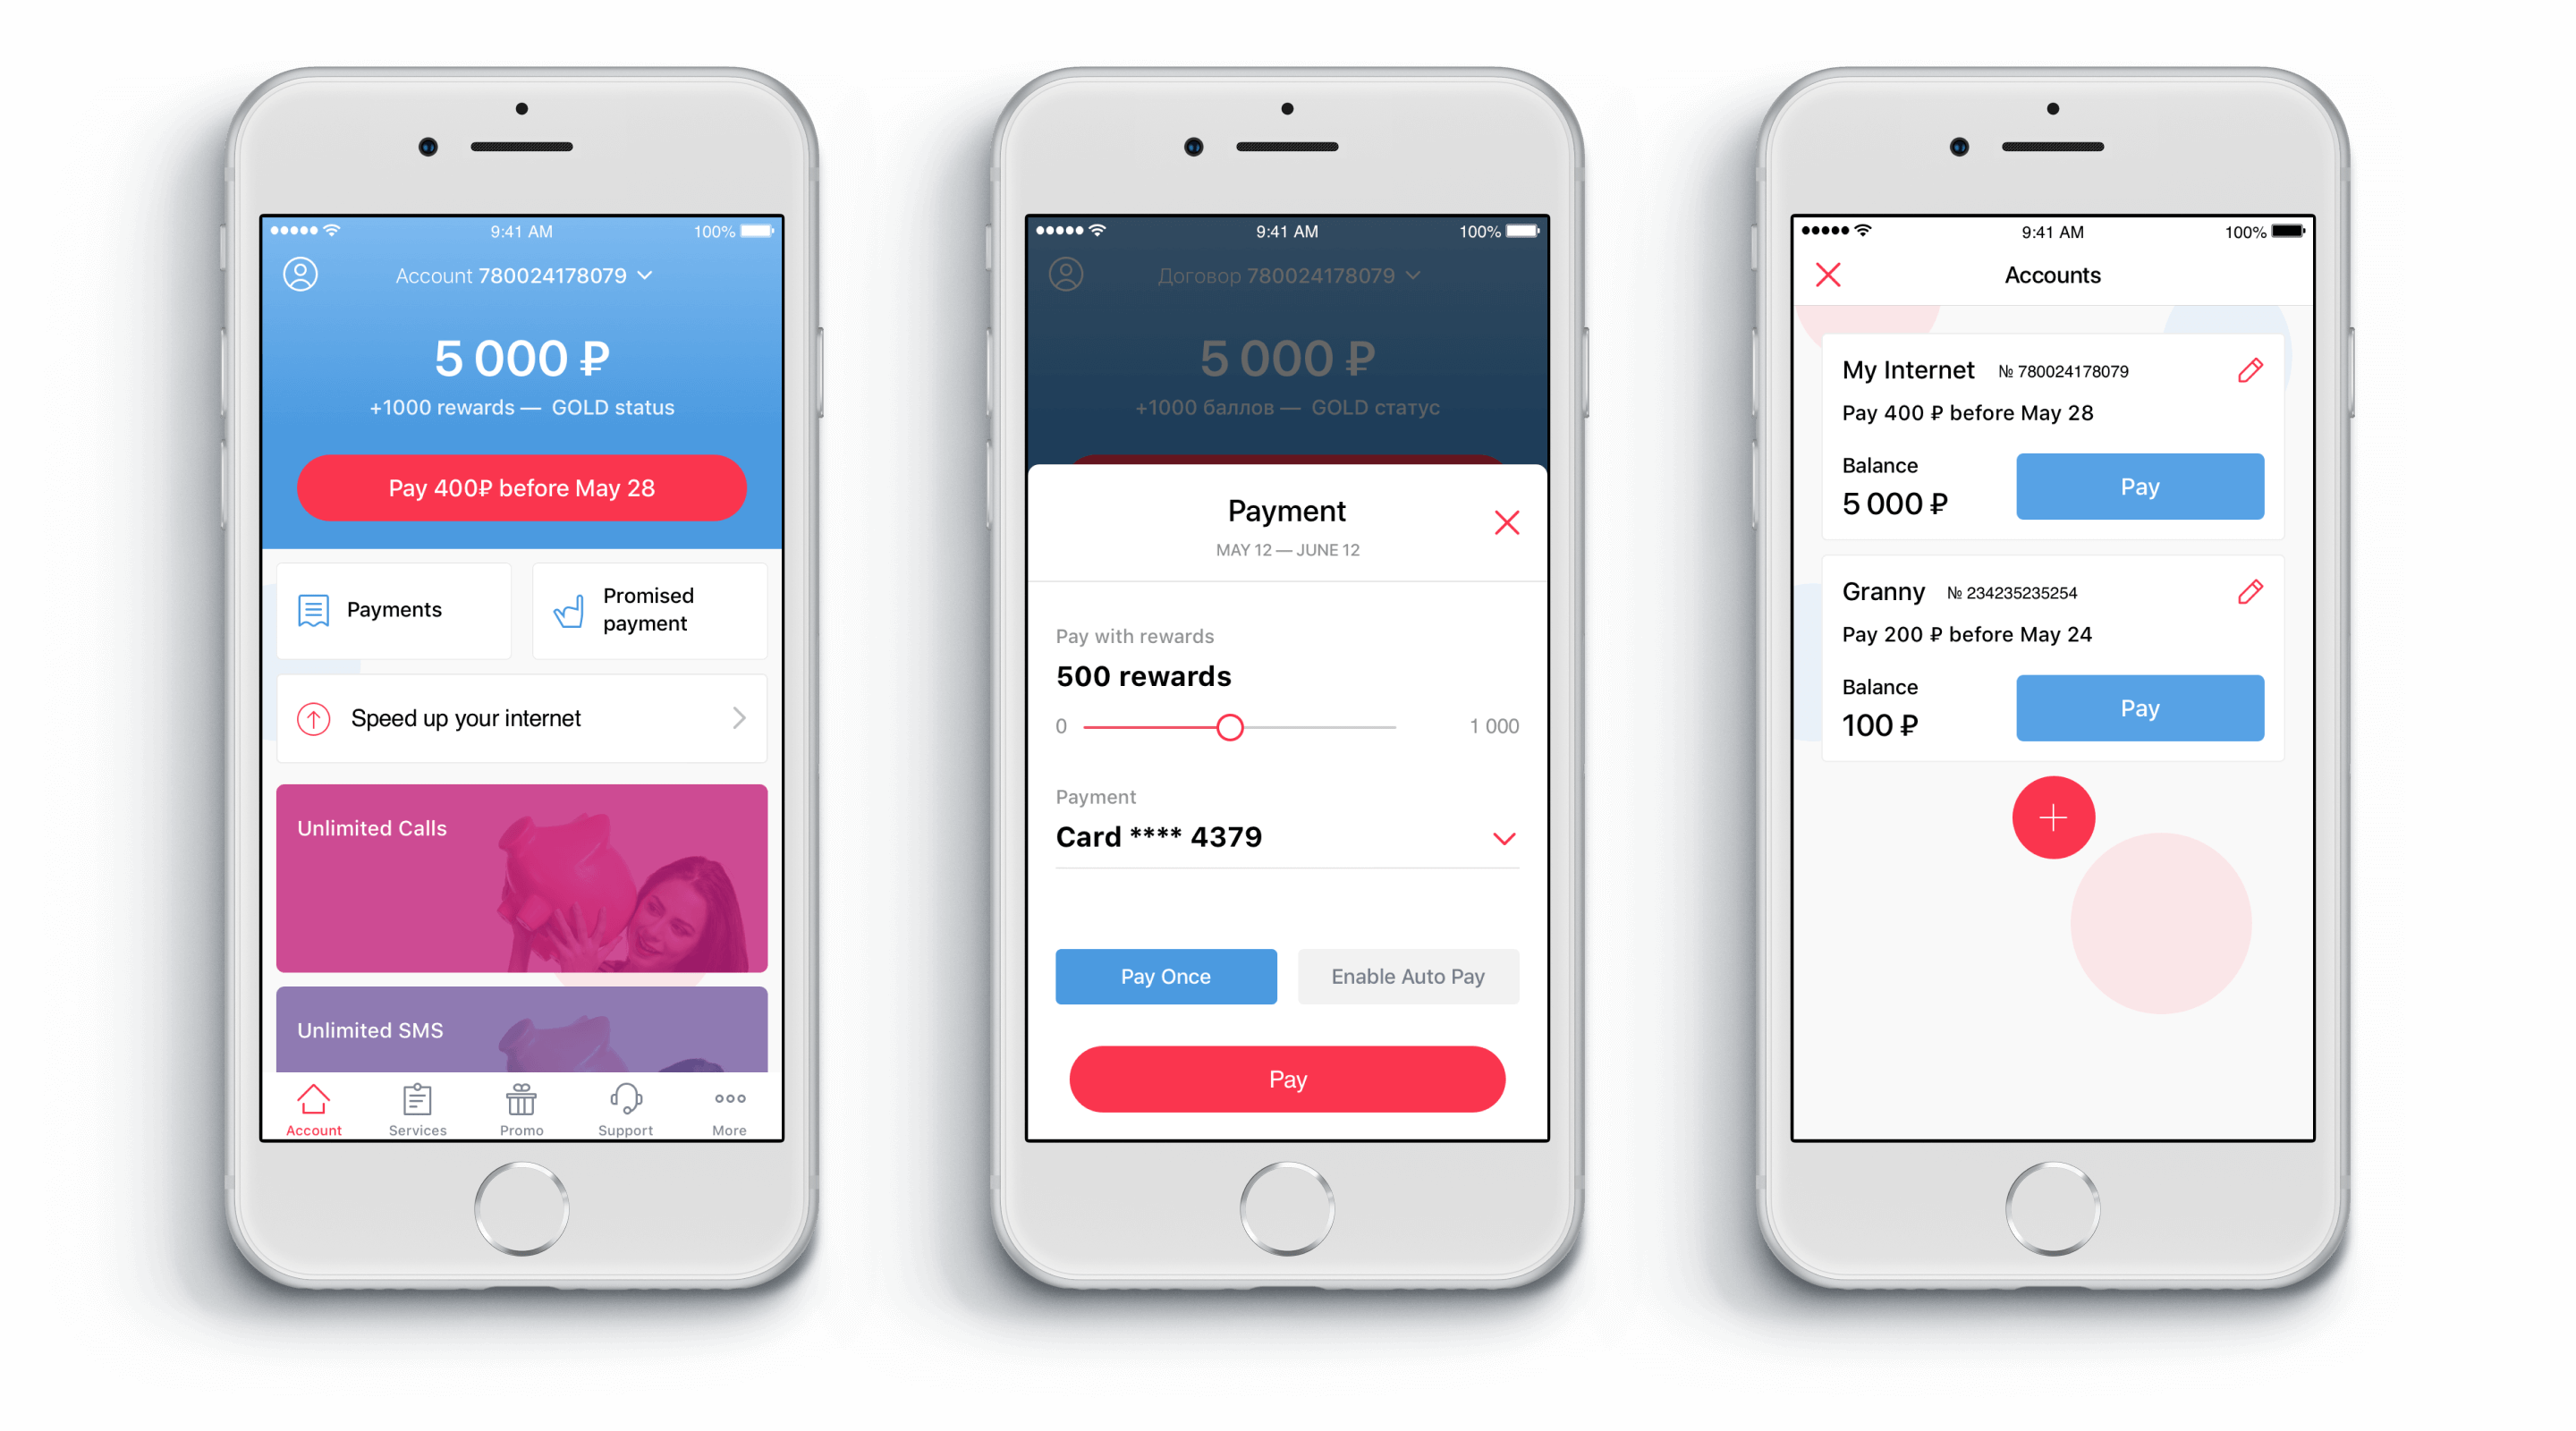 9:41 AM
100%
Account 780024178079
5 000 ₽
+1000 rewards — GOLD status
Pay 400₽ before May 28
Payments
Promised
payment
Speed up your internet
Unlimited Calls
Unlimited SMS
Account
Services
Promo
Support
More
9:41 AM
100%
Договор 780024178079
5 000 ₽
+1000 баллов — GOLD статус
Payment
MAY 12 — JUNE 12
Pay with rewards
500 rewards
0
1 000
Payment
Card **** 4379
Pay Once
Enable Auto Pay
Pay
9:41 AM
100%
Accounts
My Internet № 780024178079
Pay 400 ₽ before May 28
Balance
5 000 ₽
Pay
Granny № 234235235254
Pay 200 ₽ before May 24
Balance
100 ₽
Pay